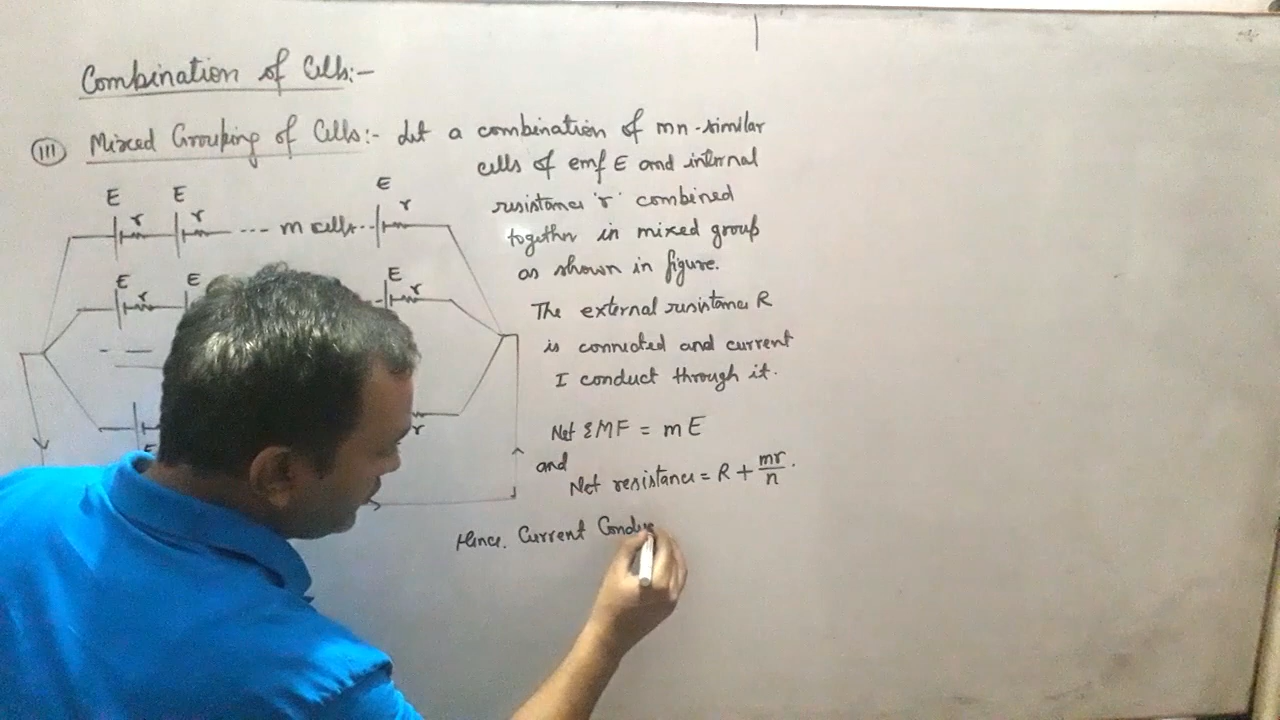 Combination of Cells:-
(III) Mixed Grouping of Cells:- Let a combination of mn-similar
cells of emf E and internal
resistance 'r' combined
together in mixed group
as shown in figure.
The external resistance R
is connected and current
I conduct through it.
Net EMF = mE
and
Net resistance = R + mr/n.
Hence. Current Conduc
E E E
r r r
--- m cells --
E E E
r r
r